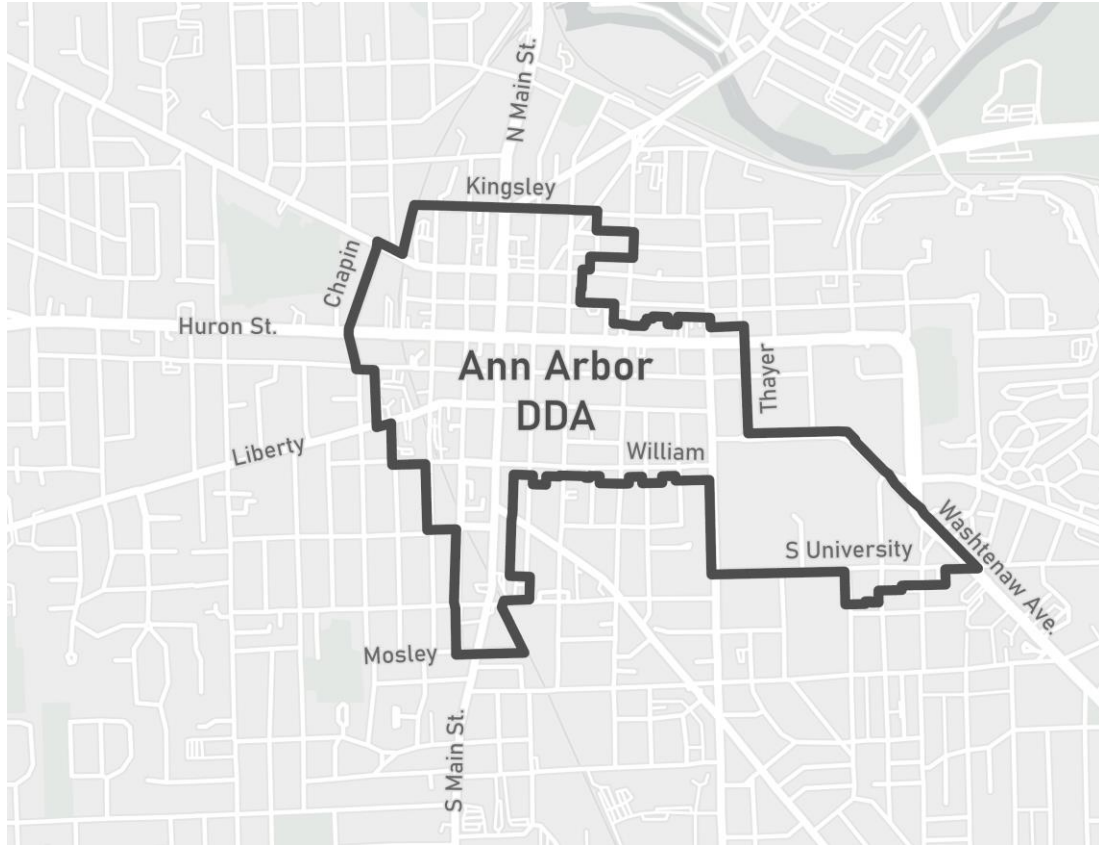 N Main St.
Kingsley
Chapin
Huron St.
Ann Arbor
DDA
Thayer
Liberty
William
Washtenaw Ave.
S University
Mosley
S Main St.